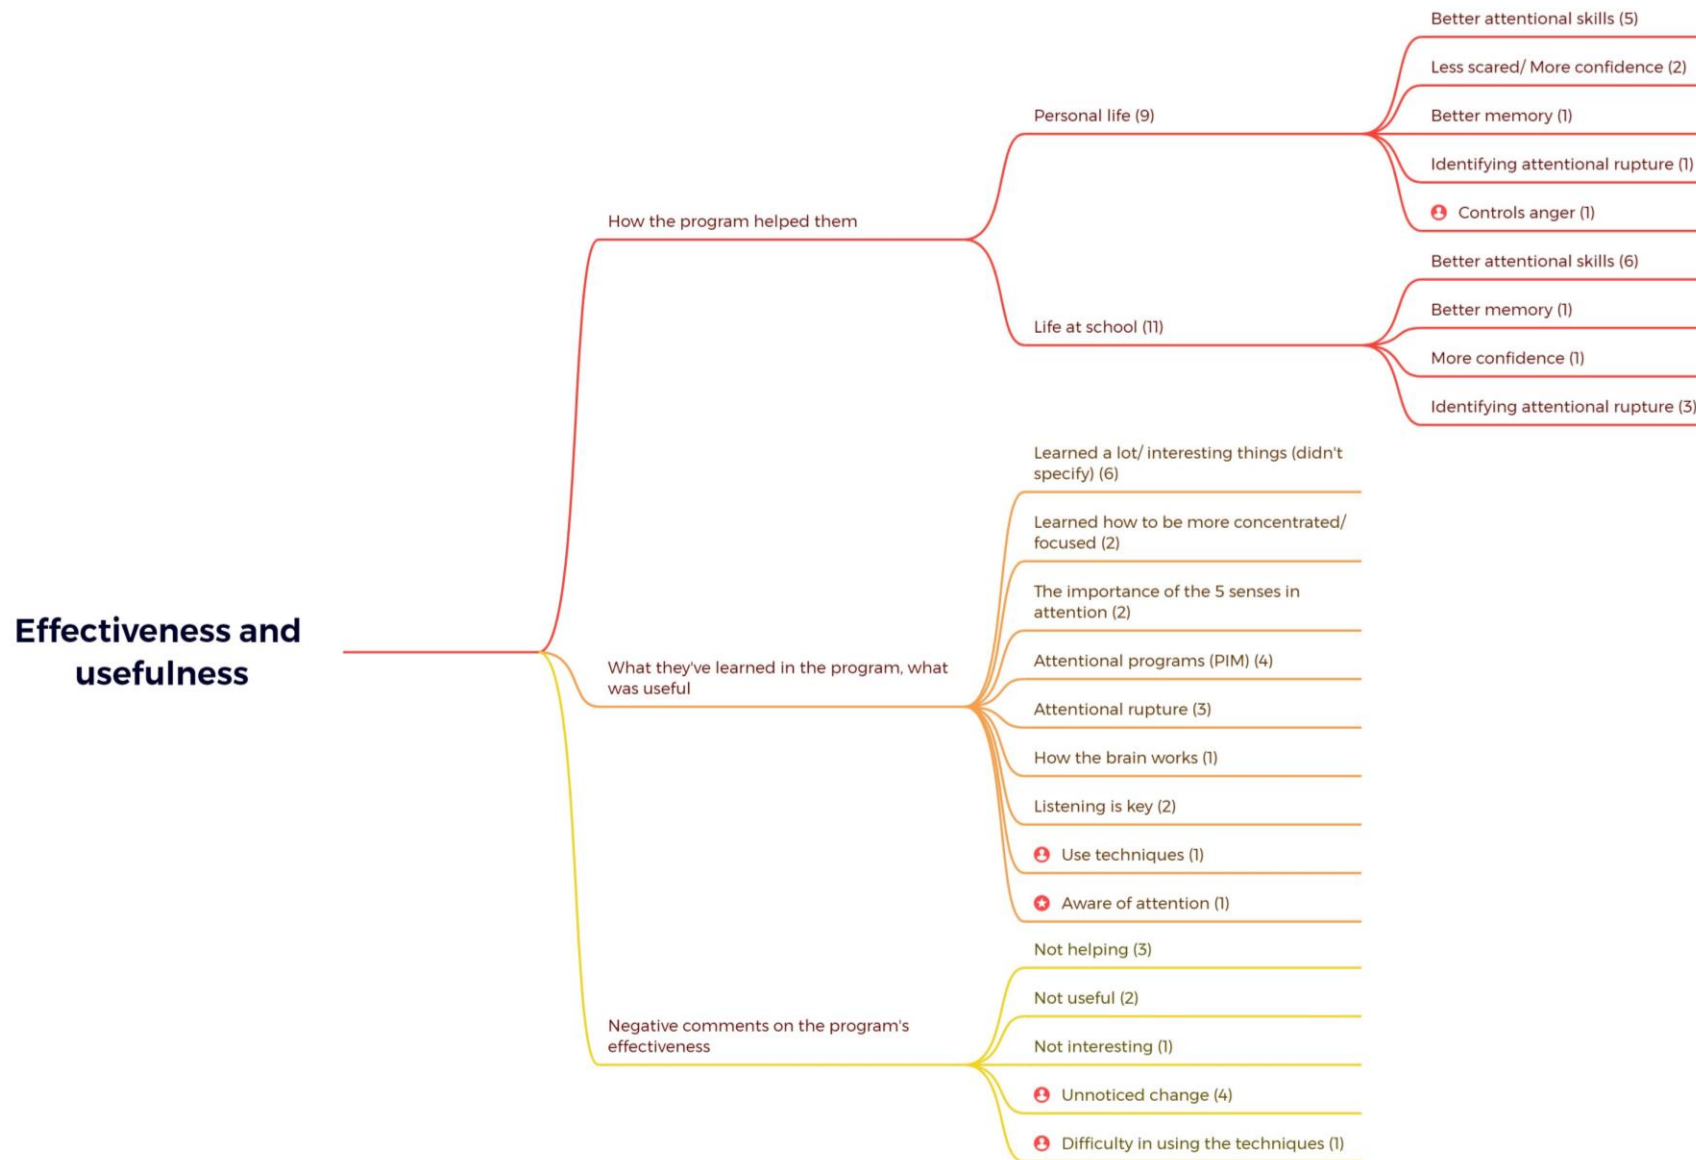 Effectiveness and
usefulness
How the program helped them
Personal life (9)
Better attentional skills (5)
Less scared/ More confidence (2)
Better memory (1)
Identifying attentional rupture (1)
Controls anger (1)
Life at school (11)
Better attentional skills (6)
Better memory (1)
More confidence (1)
Identifying attentional rupture (3)
What they've learned in the program, what
was useful
Learned a lot/ interesting things (didn't
specify) (6)
Learned how to be more concentrated/
focused (2)
The importance of the 5 senses in
attention (2)
Attentional programs (PIM) (4)
Attentional rupture (3)
How the brain works (1)
Listening is key (2)
Use techniques (1)
Aware of attention (1)
Negative comments on the program's
effectiveness
Not helping (3)
Not useful (2)
Not interesting (1)
Unnoticed change (4)
Difficulty in using the techniques (1)